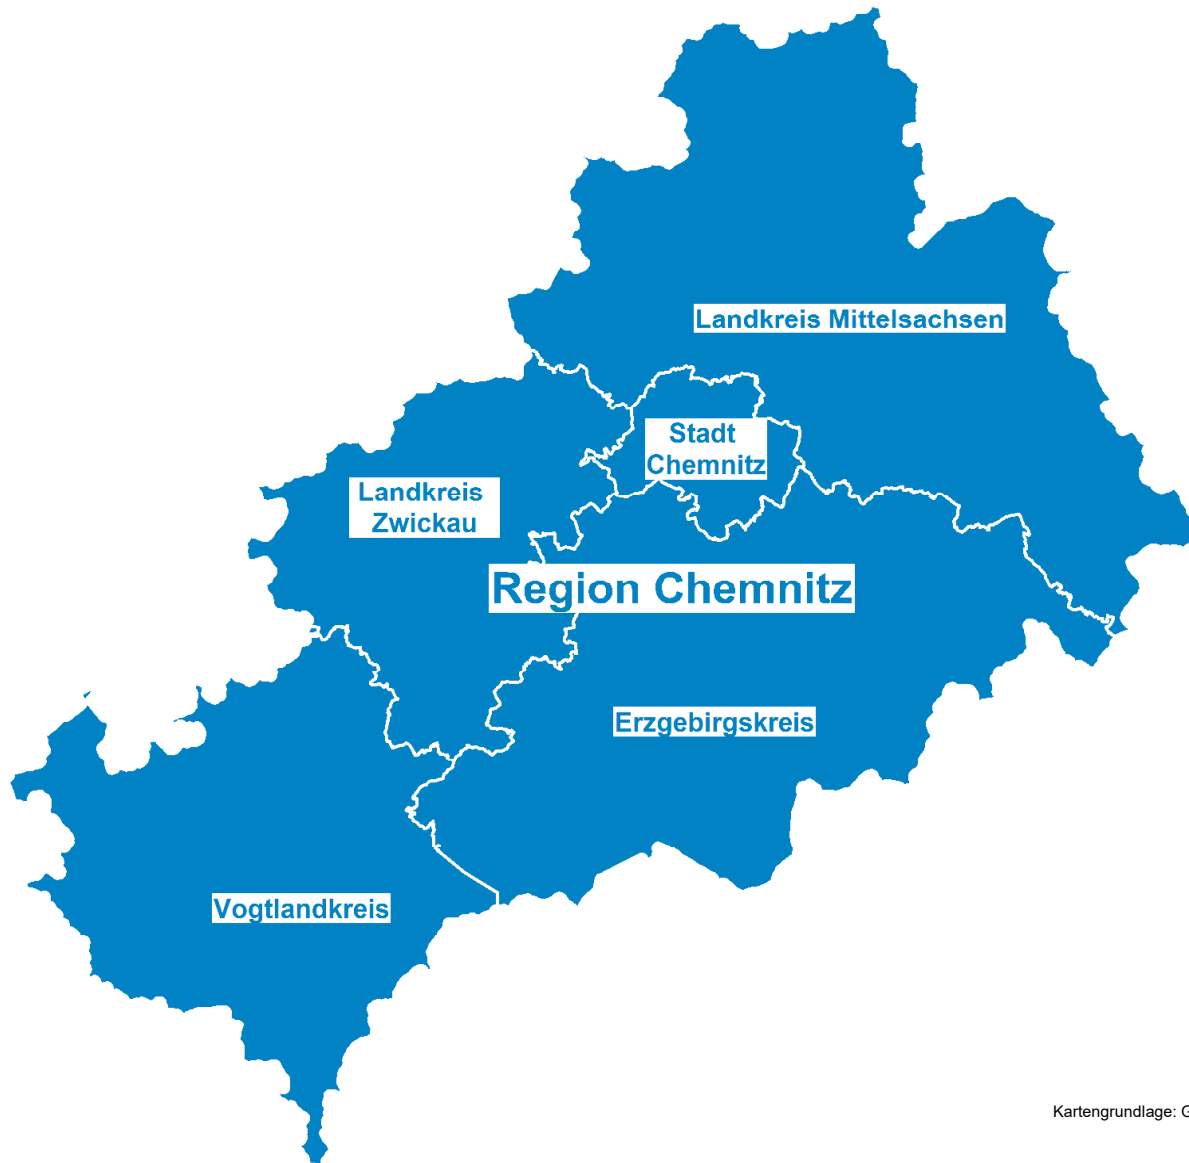 Landkreis Mittelsachsen
Stadt
Chemnitz
Landkreis
Zwickau
Region Chemnitz
Erzgebirgskreis
Vogtlandkreis
Kartengrundlage: G